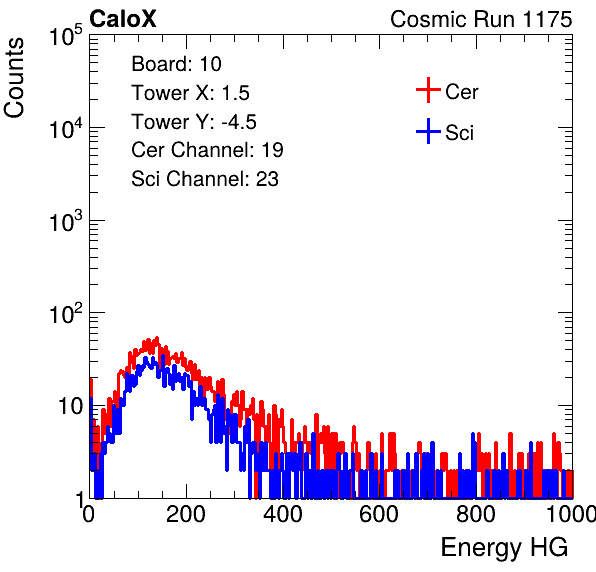 CaloX Cosmic Run 1175
Counts
10^5
10^4
10^3
10^2
10
1
Board: 10
Tower X: 1.5
Tower Y: -4.5
Cer Channel: 19
Sci Channel: 23
Cer
Sci
0 200 400 600 800 1000
Energy HG